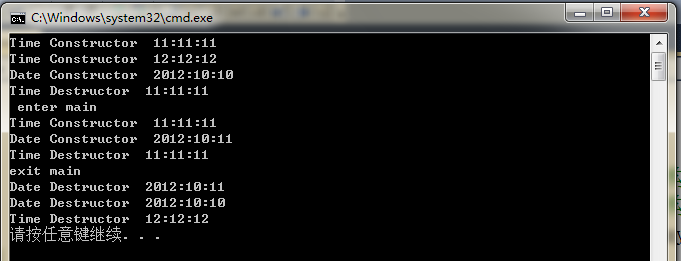 C:\Windows\system32\cmd.exe
Time Constructor  11:11:11
Time Constructor  12:12:12
Date Constructor  2012:10:10
Time Destructor  11:11:11
 enter main
Time Constructor  11:11:11
Date Constructor  2012:10:11
Time Destructor  11:11:11
exit main
Date Destructor  2012:10:11
Date Destructor  2012:10:10
Time Destructor  12:12:12
请按任意键继续. . .